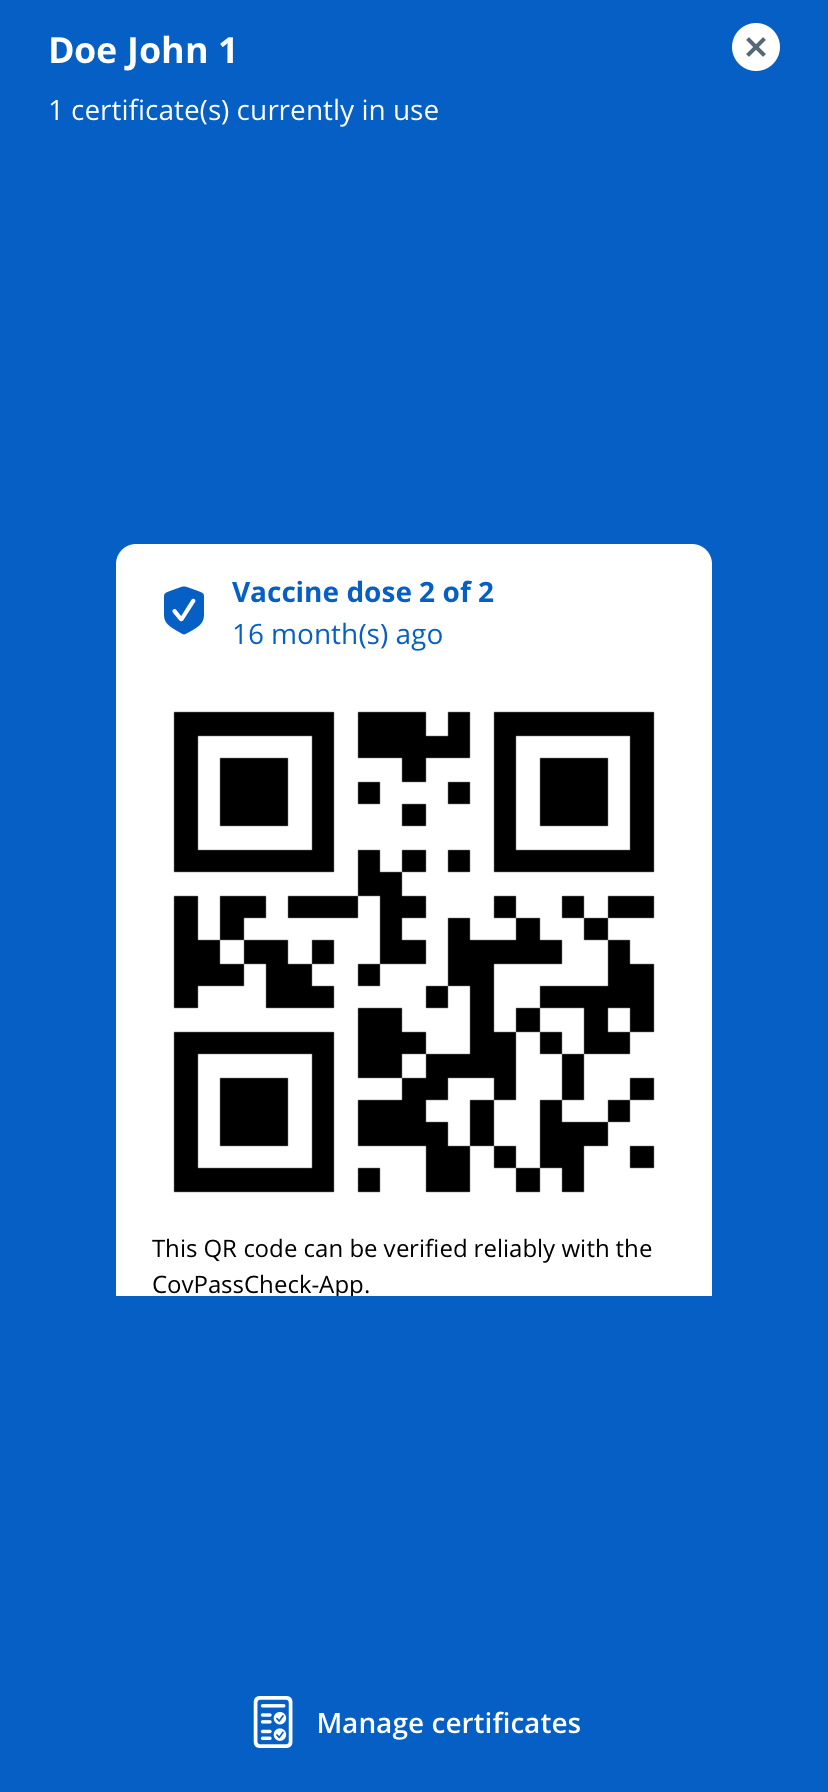 Doe John 1
1 certificate(s) currently in use
Vaccine dose 2 of 2
16 month(s) ago
This QR code can be verified reliably with the
CovPassCheck-App.
Manage certificates